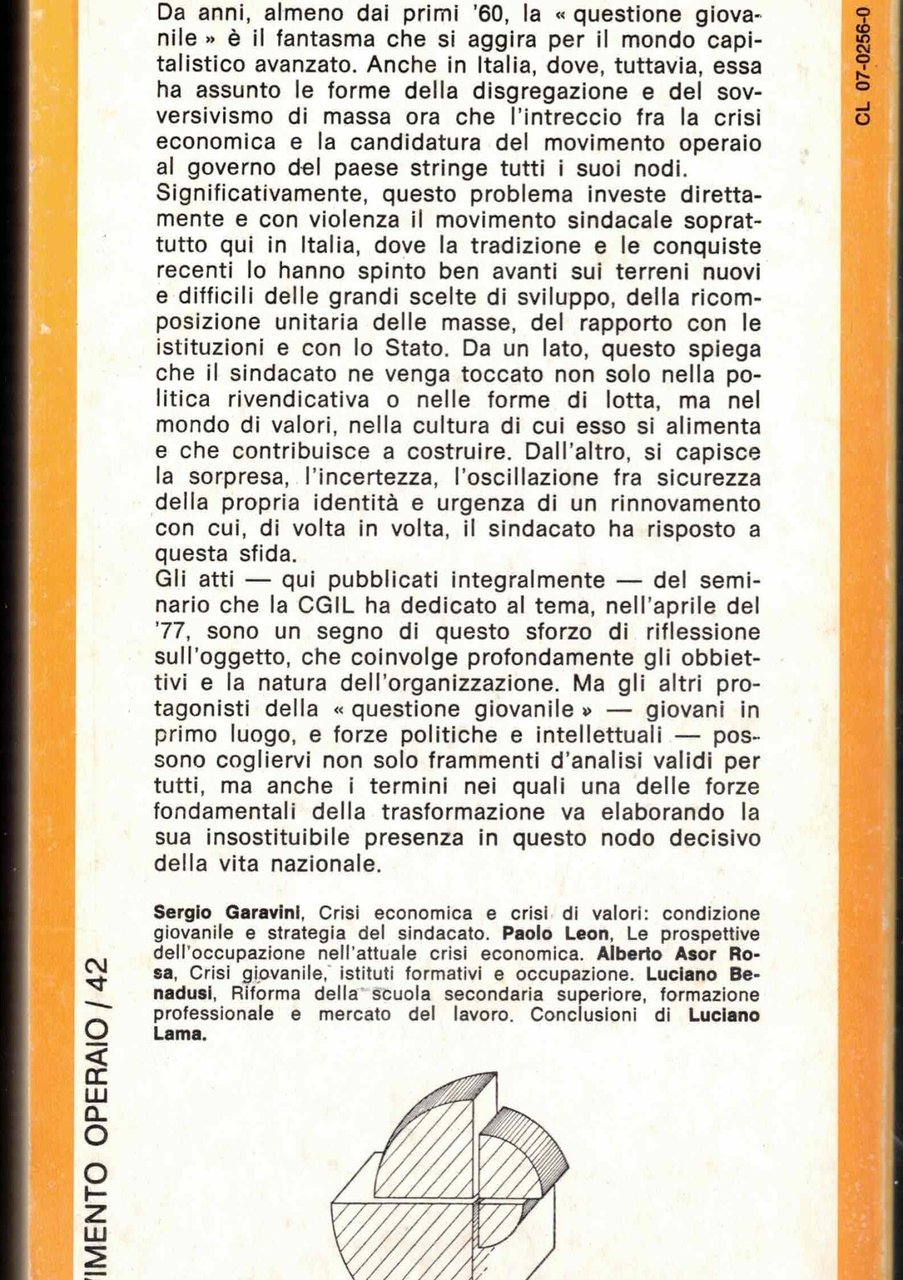 Da anni, almeno dai primi '60, la « questione giova-
nile » è il fantasma che si aggira per il mondo capi-
talistico avanzato. Anche in Italia, dove, tuttavia, essa
ha assunto le forme della disgregazione e del sov-
versivismo di massa ora che l'intreccio fra la crisi
economica e la candidatura del movimento operaio
al governo del paese stringe tutti i suoi nodi.
Significativamente, questo problema investe diretta-
mente e con violenza il movimento sindacale soprat-
tutto qui in Italia, dove la tradizione e le conquiste
recenti lo hanno spinto ben avanti sui terreni nuovi
e difficili delle grandi scelte di sviluppo, della ricom-
posizione unitaria delle masse, del rapporto con le
istituzioni e con lo Stato. Da un lato, questo spiega
che il sindacato ne venga toccato non solo nella po-
litica rivendicativa o nelle forme di lotta, ma nel
mondo di valori, nella cultura di cui esso si alimenta
e che contribuisce a costruire. Dall'altro, si capisce
la sorpresa, l'incertezza, l'oscillazione fra sicurezza
della propria identità e urgenza di un rinnovamento
con cui, di volta in volta, il sindacato ha risposto a
questa sfida.
Gli atti — qui pubblicati integralmente — del semi-
nario che la CGIL ha dedicato al tema, nell'aprile del
'77, sono un segno di questo sforzo di riflessione
sull'oggetto, che coinvolge profondamente gli obbiet-
tivi e la natura dell'organizzazione. Ma gli altri pro-
tagonisti della « questione giovanile » — giovani in
primo luogo, e forze politiche e intellettuali — pos-
sono cogliervi non solo frammenti d'analisi validi per
tutti, ma anche i termini nei quali una delle forze
fondamentali della trasformazione va elaborando la
sua insostituibile presenza in questo nodo decisivo
della vita nazionale.
Sergio Garavini, Crisi economica e crisi di valori: condizione
giovanile e strategia del sindacato. Paolo Leon, Le prospettive
dell'occupazione nell'attuale crisi economica. Alberto Asor Ro-
sa, Crisi giovanile, istituti formativi e occupazione. Luciano Be-
nadusi, Riforma della scuola secondaria superiore, formazione
professionale e mercato del lavoro. Conclusioni di Luciano
Lama.
VIMENTO OPERAIO / 42
CL 07-0256-0